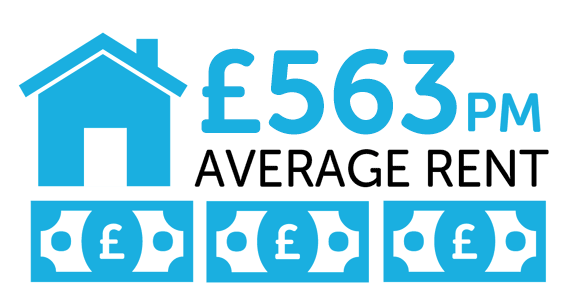 £563PM
AVERAGE RENT
£ £ £